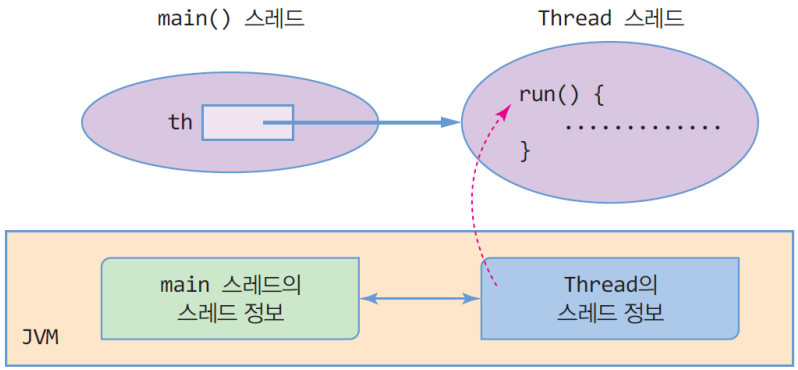 main() 스레드
Thread 스레드
th
run() {
.............
}
main 스레드의
스레드 정보
Thread의
스레드 정보
JVM